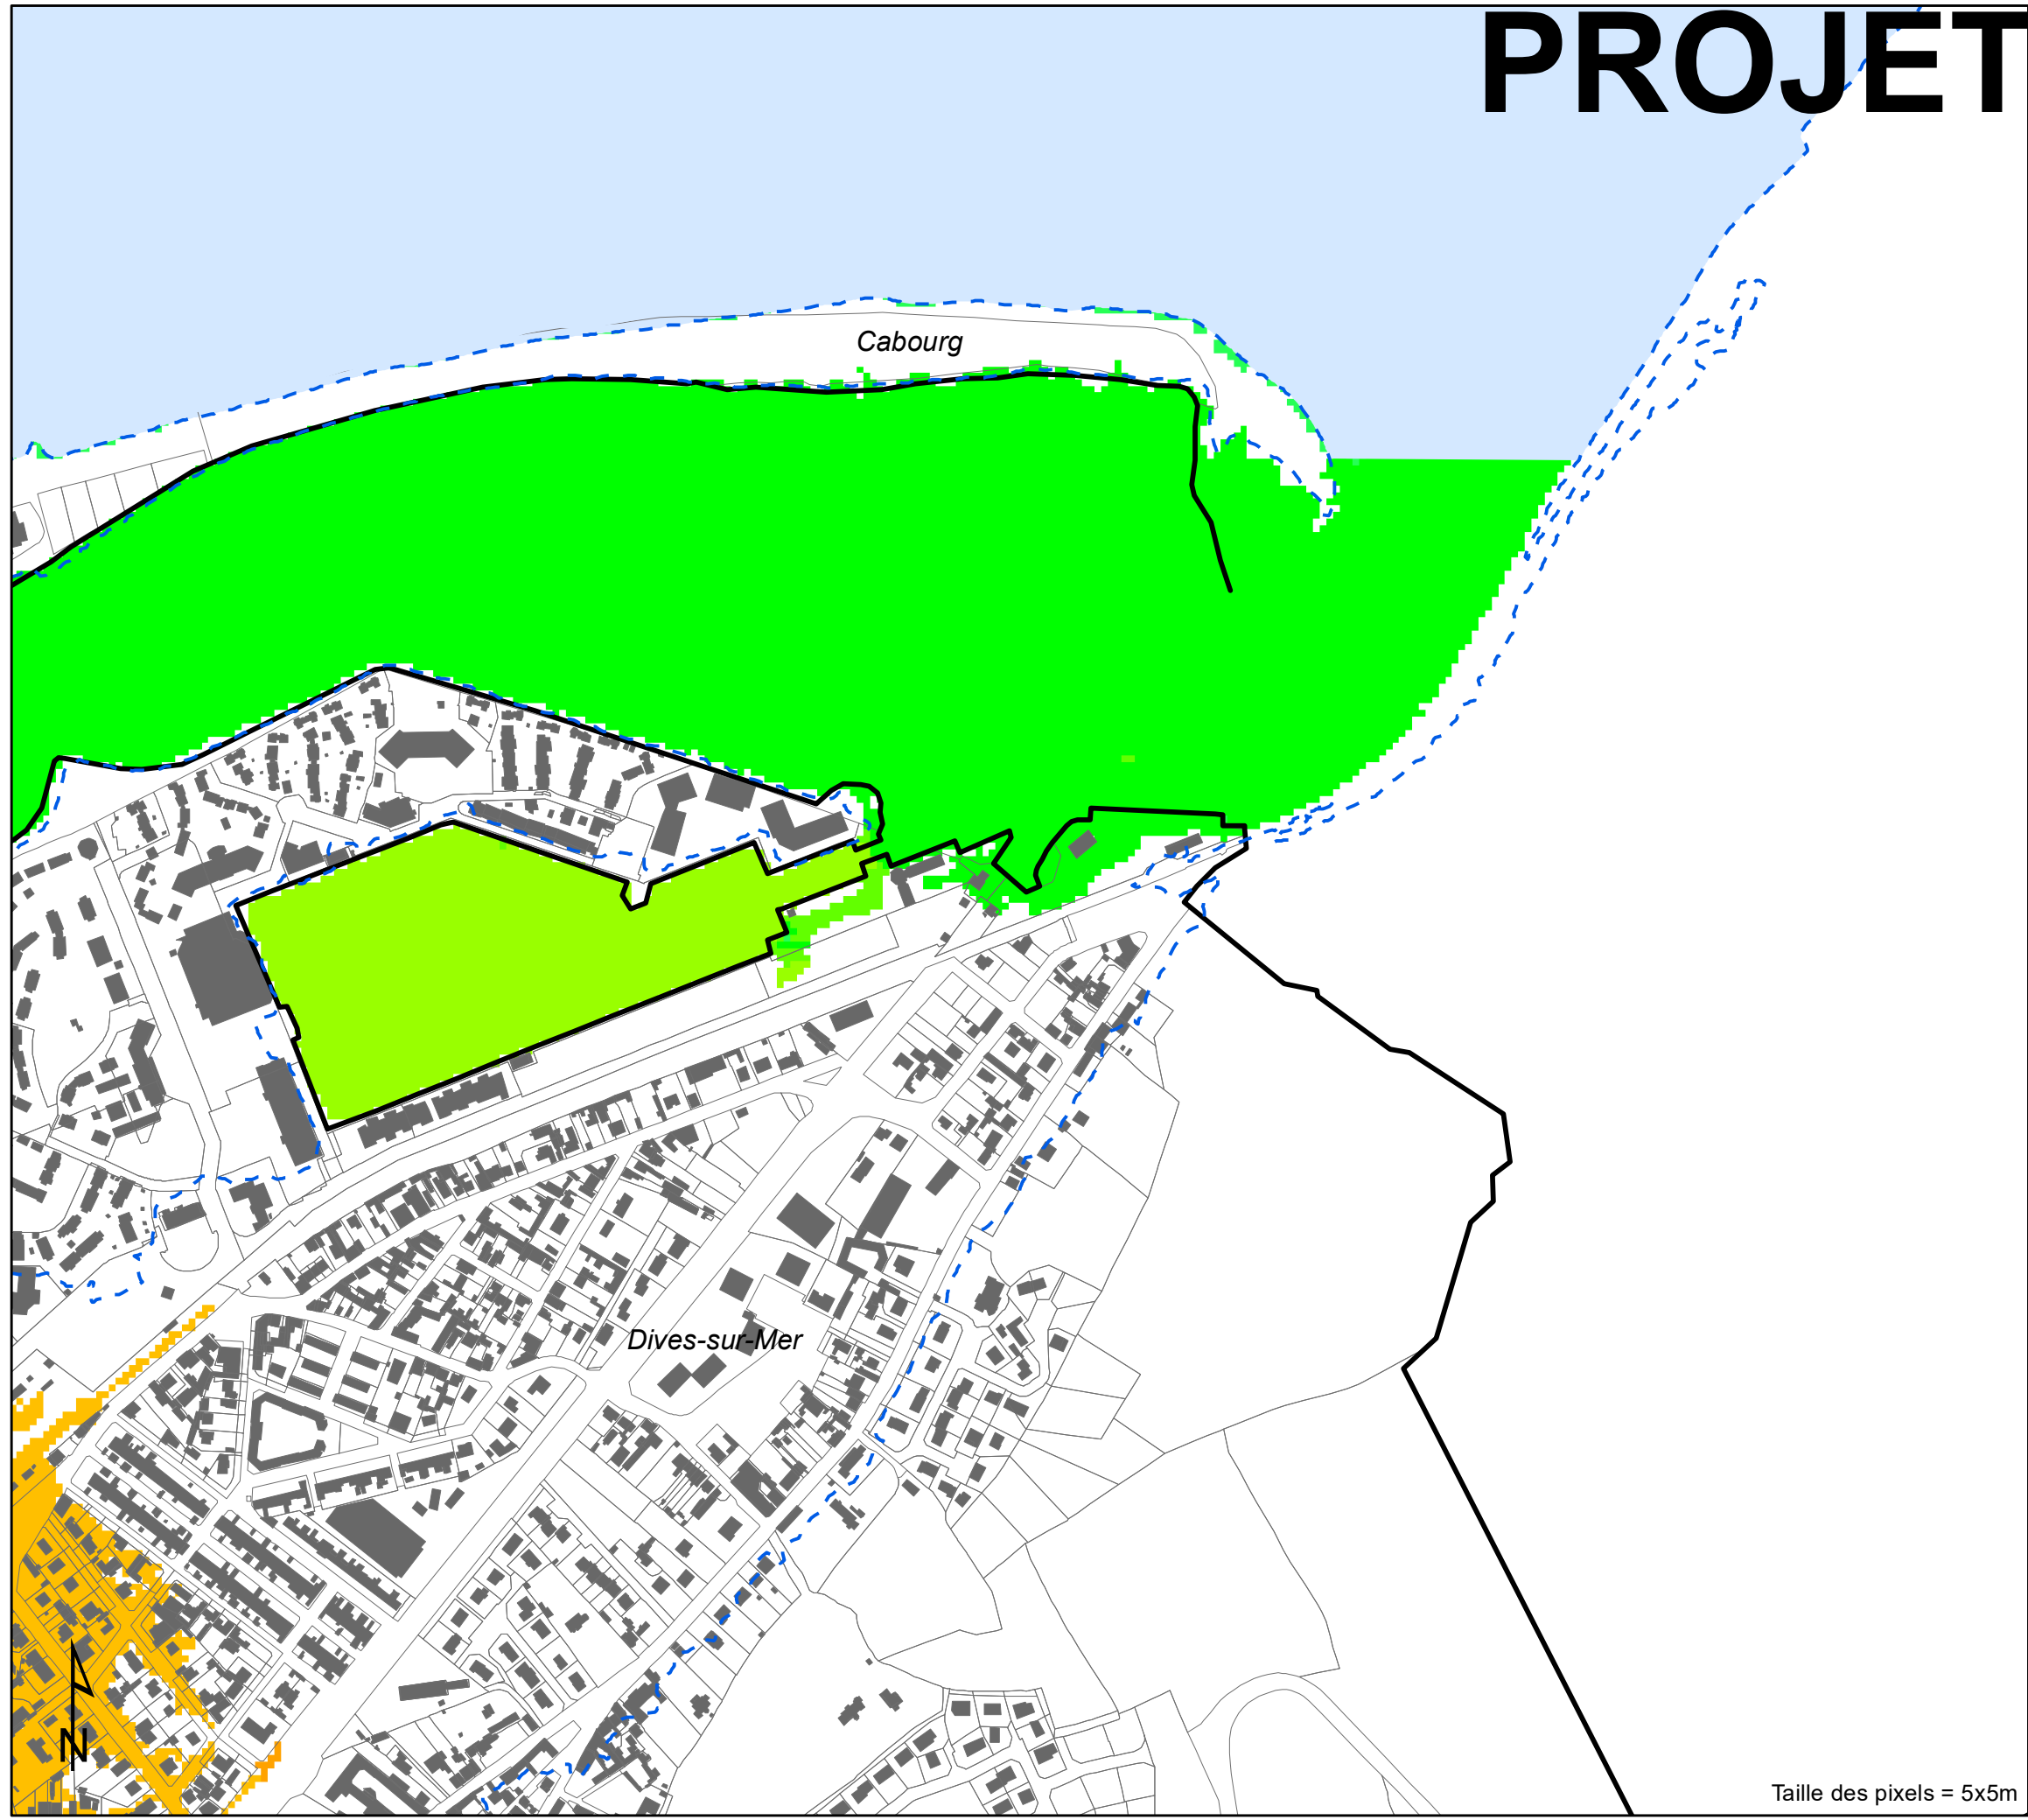 PROJET
Cabourg
Dives-sur-Mer
N
Taille des pixels = 5x5m